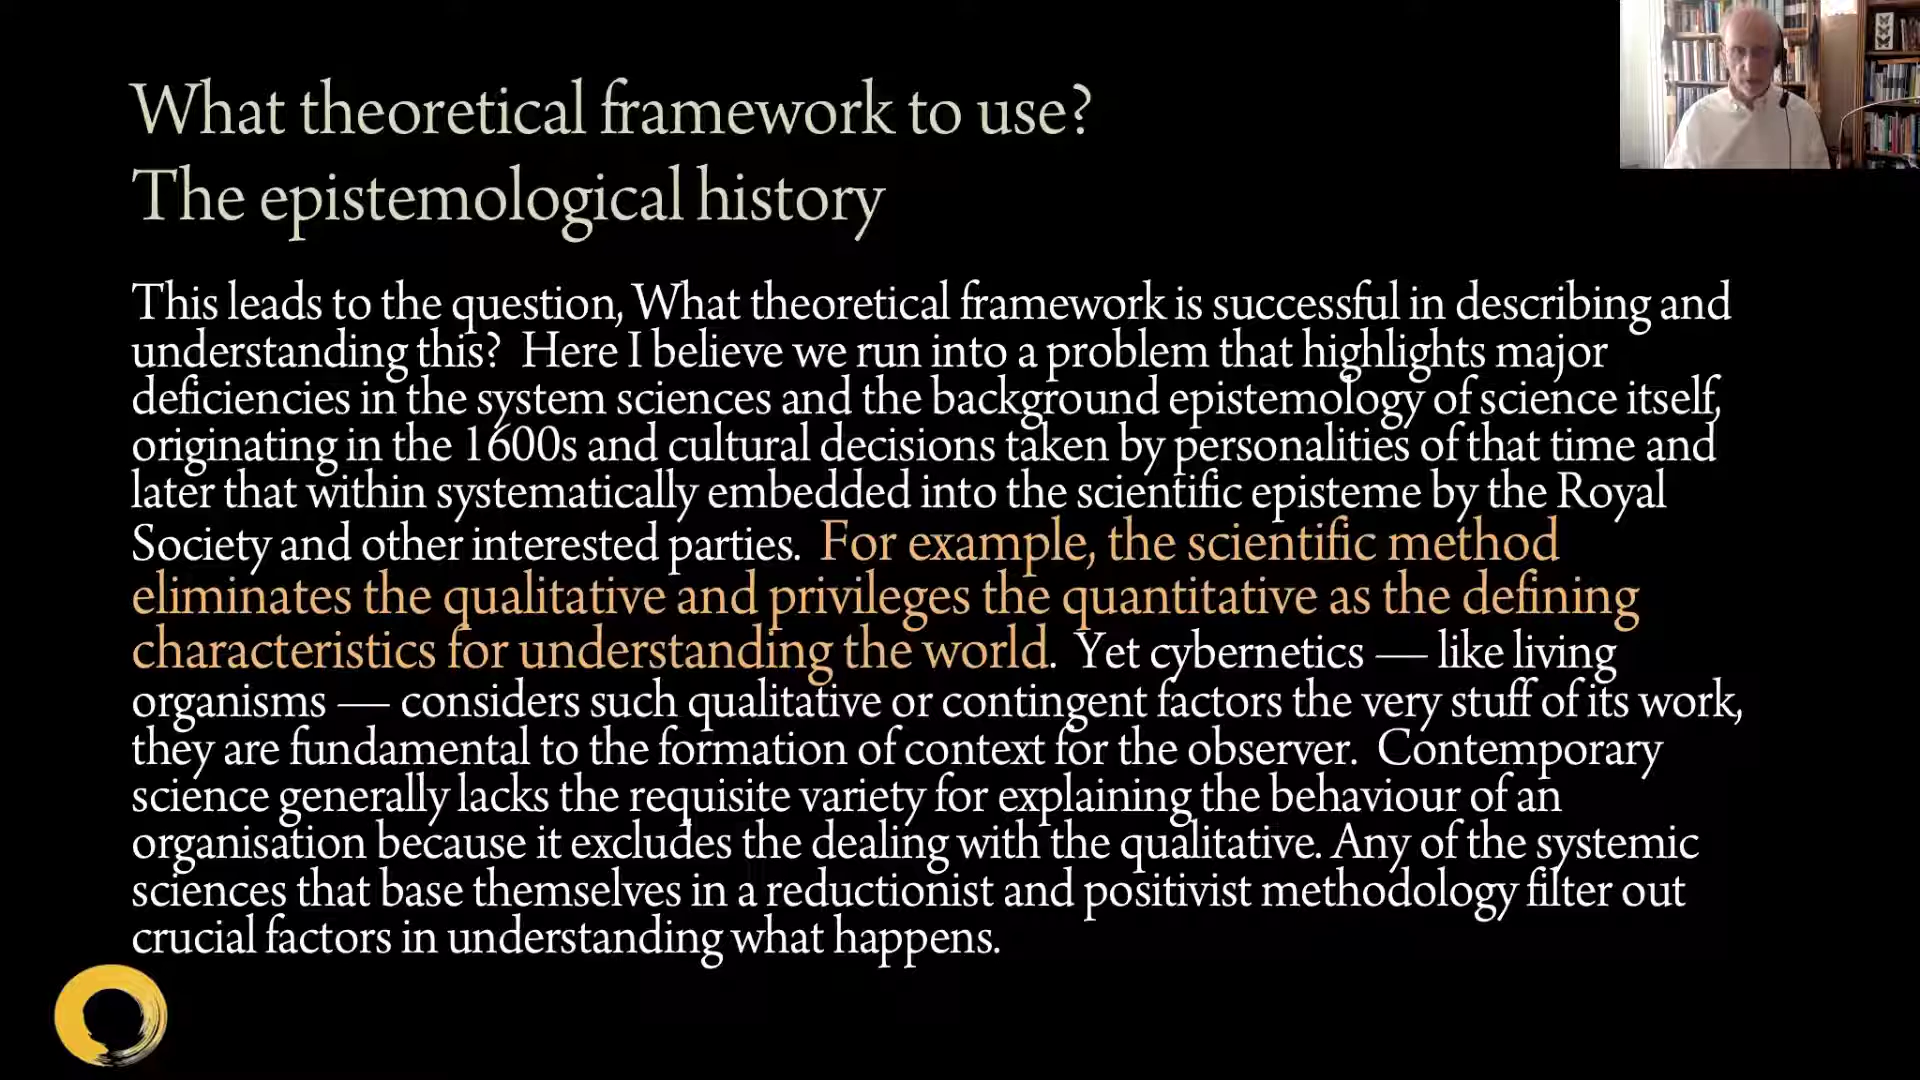 What theoretical framework to use?
The epistemological history
This leads to the question, What theoretical framework is successful in describing and
understanding this?  Here I believe we run into a problem that highlights major
deficiencies in the system sciences and the background epistemology of science itself,
originating in the 1600s and cultural decisions taken by personalities of that time and
later that within systematically embedded into the scientific episteme by the Royal
Society and other interested parties.  For example, the scientific method
eliminates the qualitative and privileges the quantitative as the defining
characteristics for understanding the world.  Yet cybernetics — like living
organisms — considers such qualitative or contingent factors the very stuff of its work,
they are fundamental to the formation of context for the observer.  Contemporary
science generally lacks the requisite variety for explaining the behaviour of an
organisation because it excludes the dealing with the qualitative. Any of the systemic
sciences that base themselves in a reductionist and positivist methodology filter out
crucial factors in understanding what happens.